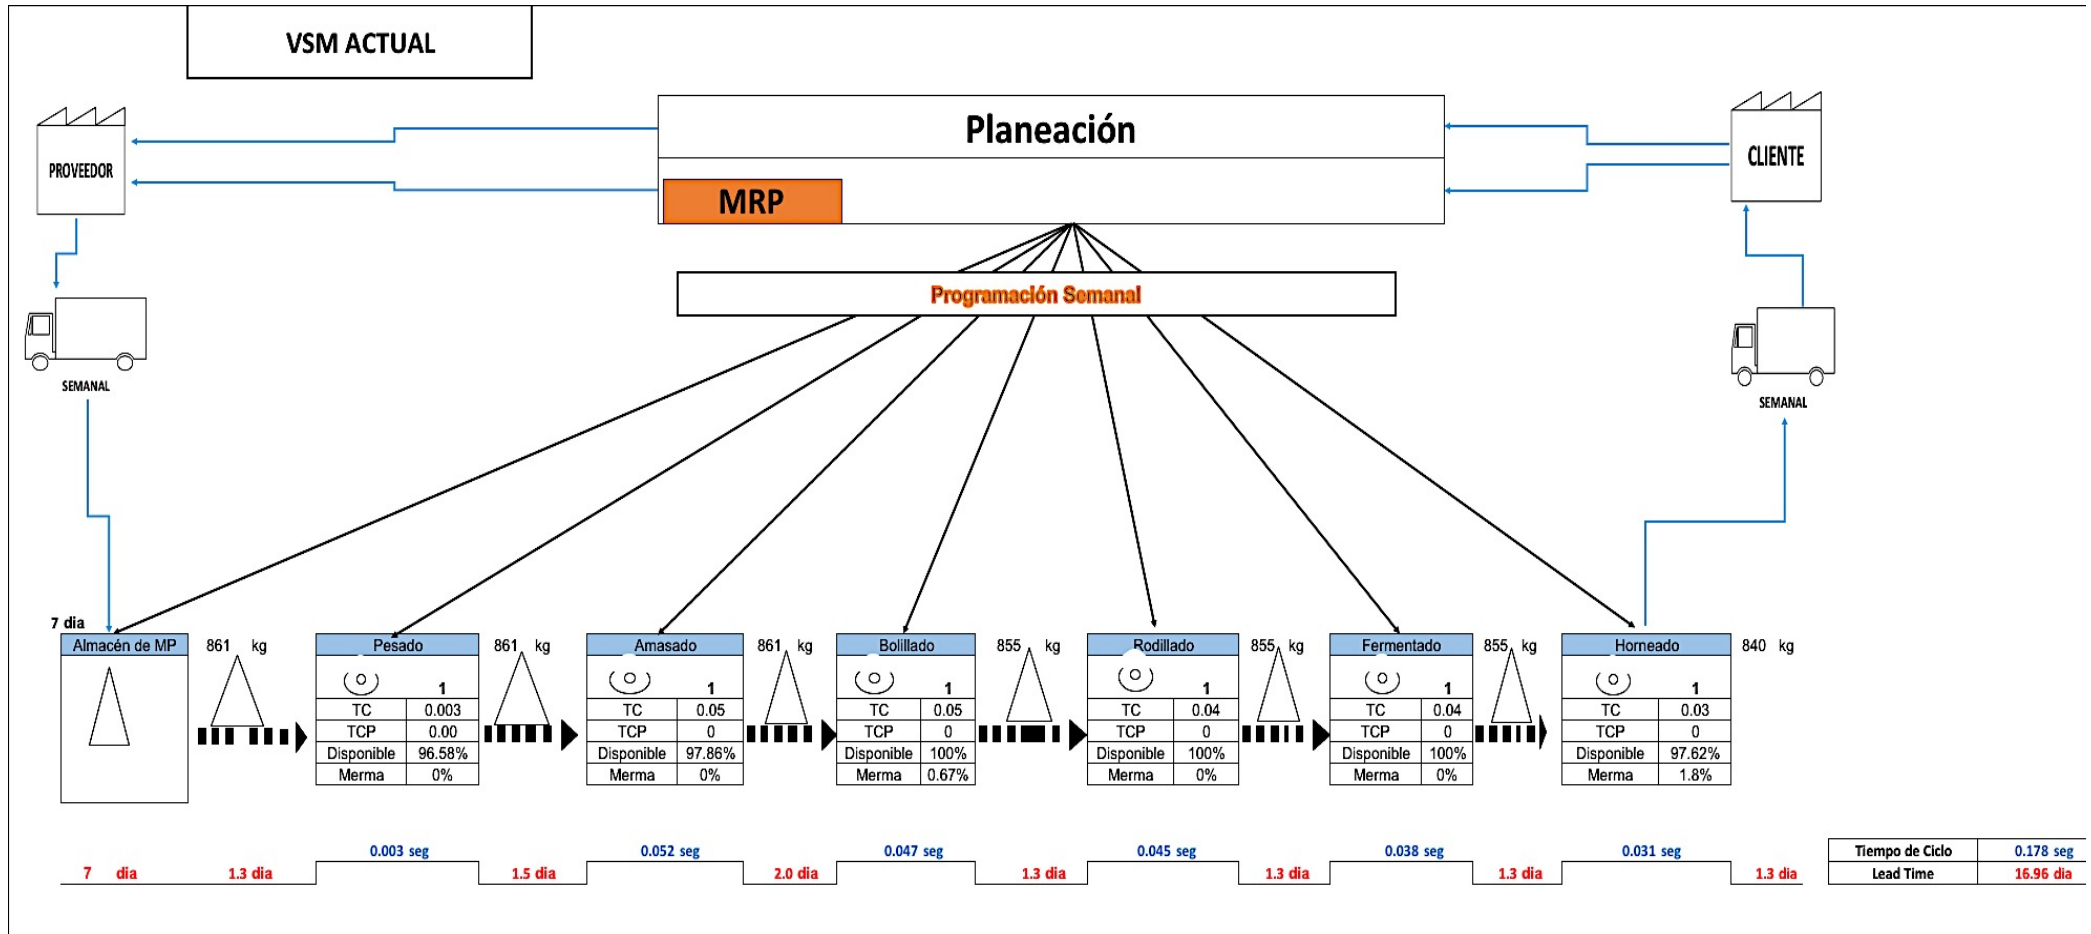 VSM ACTUAL
Planeación
MRP
PROVEEDOR
CLIENTE
Programación Semanal
SEMANAL
SEMANAL
7 dia
Almacén de MP
861 kg
Pesado
1
TC 0.003
TCP 0.00
Disponible 96.58%
Merma 0%
861 kg
Amasado
1
TC 0.05
TCP 0
Disponible 97.86%
Merma 0%
861 kg
Bolillado
1
TC 0.05
TCP 0
Disponible 100%
Merma 0.67%
855 kg
Rodillado
1
TC 0.04
TCP 0
Disponible 100%
Merma 0%
855 kg
Fermentado
1
TC 0.04
TCP 0
Disponible 100%
Merma 0%
855 kg
Horneado
1
TC 0.03
TCP 0
Disponible 97.62%
Merma 1.8%
840 kg
0.003 seg 0.052 seg 0.047 seg 0.045 seg 0.038 seg 0.031 seg
7 dia 1.3 dia 1.5 dia 2.0 dia 1.3 dia 1.3 dia 1.3 dia 1.3 dia
Tiempo de Ciclo 0.178 seg
Lead Time 16.96 dia